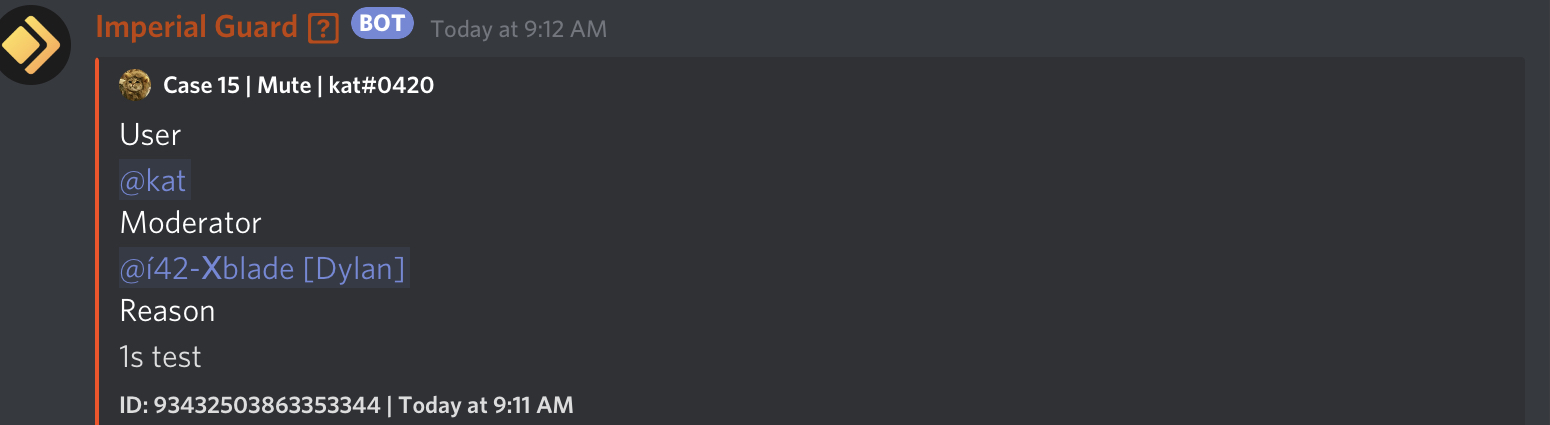 Imperial Guard [?] BOT Today at 9:12 AM
Case 15 | Mute | kat#0420
User
@kat
Moderator
@í42-Xblade [Dylan]
Reason
1s test
ID: 93432503863353344 | Today at 9:11 AM